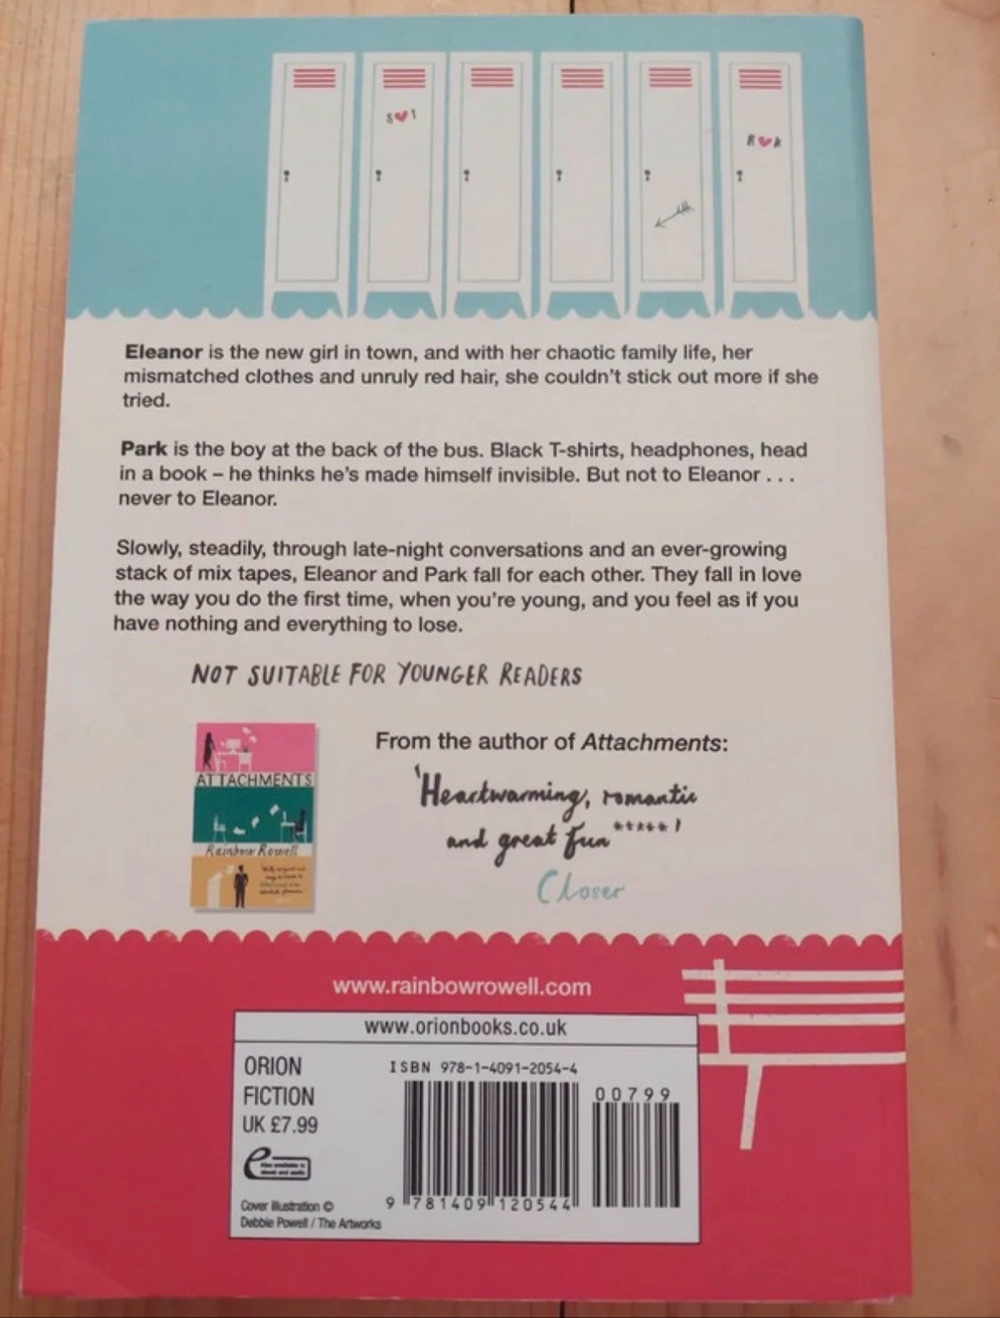 S♥T
R♥A
Eleanor is the new girl in town, and with her chaotic family life, her
mismatched clothes and unruly red hair, she couldn't stick out more if she
tried.
Park is the boy at the back of the bus. Black T-shirts, headphones, head
in a book – he thinks he's made himself invisible. But not to Eleanor . . .
never to Eleanor.
Slowly, steadily, through late-night conversations and an ever-growing
stack of mix tapes, Eleanor and Park fall for each other. They fall in love
the way you do the first time, when you're young, and you feel as if you
have nothing and everything to lose.
NOT SUITABLE FOR YOUNGER READERS
From the author of Attachments:
'Heartwarming, romantic
and great fun *****'
Closer
ATTACHMENTS
Rainbow Rowell
www.rainbowrowell.com
www.orionbooks.co.uk
ORION
FICTION
UK £7.99
ISBN 978-1-4091-2054-4
00799
9 781409 120544
Also available in
ebook and audio
Cover illustration ©
Debbie Powell / The Artworks